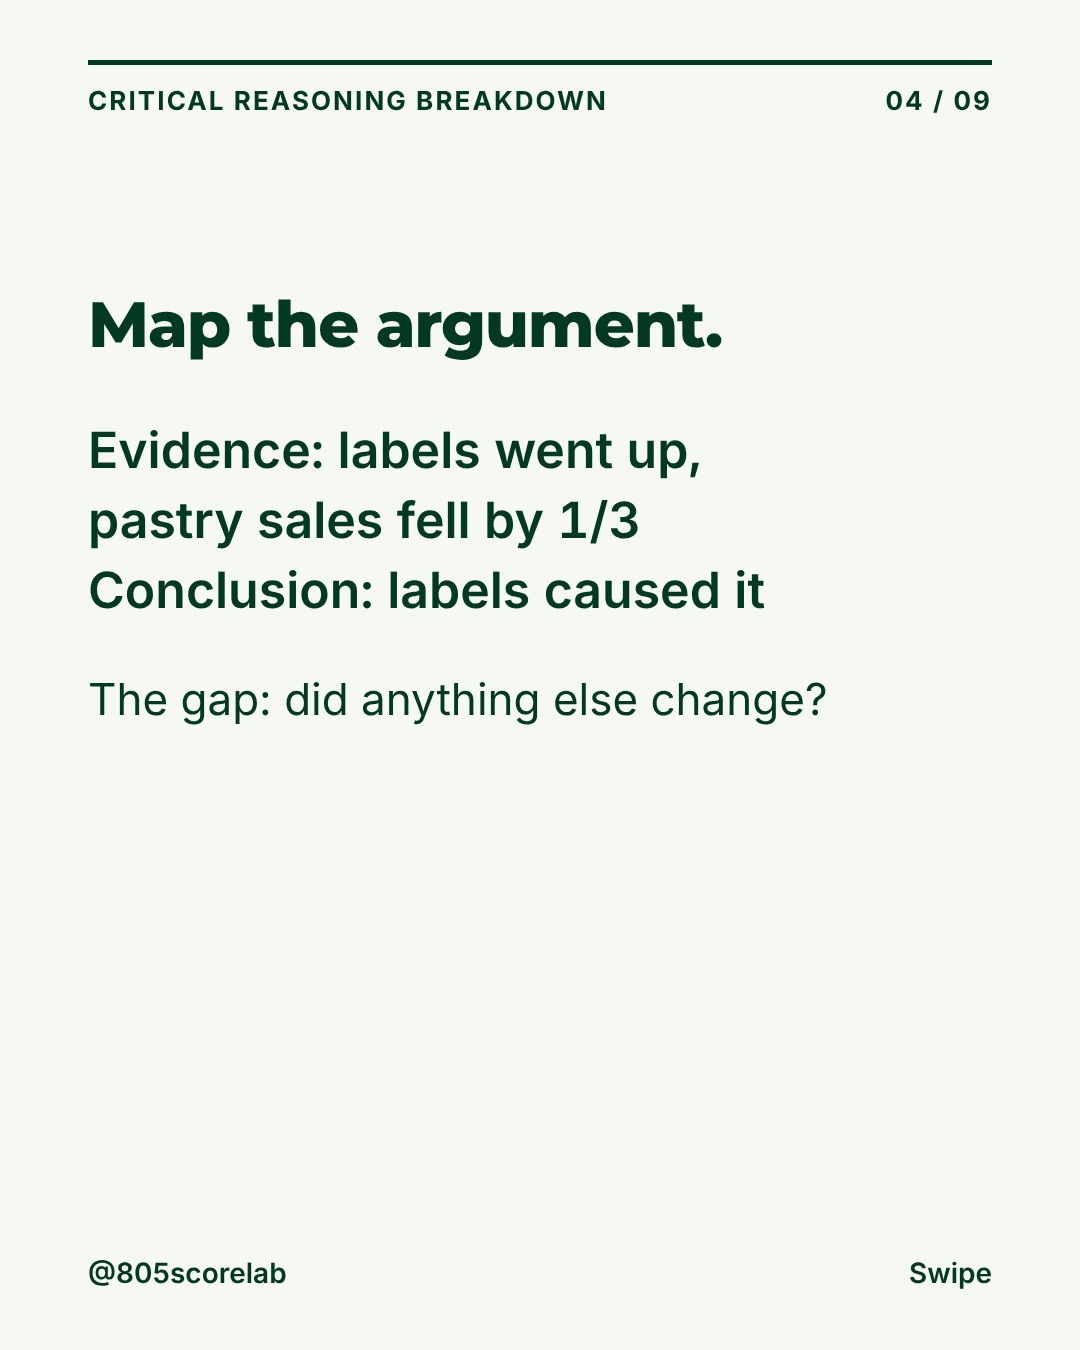 CRITICAL REASONING BREAKDOWN
04 / 09
Map the argument.
Evidence: labels went up,
pastry sales fell by 1/3
Conclusion: labels caused it
The gap: did anything else change?
@805scorelab
Swipe